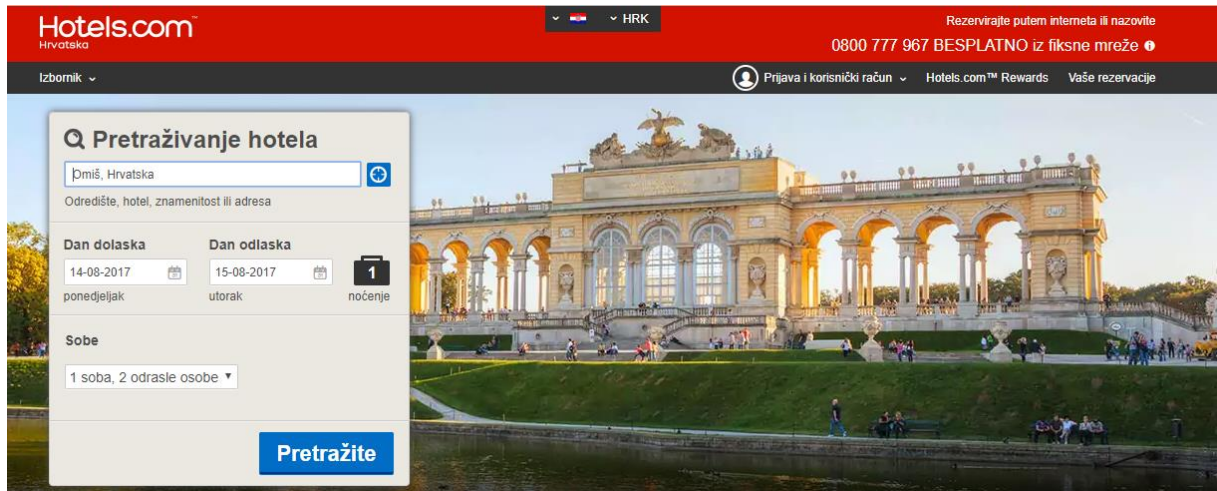 Hotels.com™
Hrvatska
HRK
Rezervirajte putem interneta ili nazovite
0800 777 967 BESPLATNO iz fiksne mreže
Izbornik
Prijava i korisnički račun
Hotels.com™ Rewards
Vaše rezervacije
Pretraživanje hotela
Omiš, Hrvatska
Odredište, hotel, znamenitost ili adresa
Dan dolaska
Dan odlaska
14-08-2017
15-08-2017
1
ponedjeljak
utorak
noćenje
Sobe
1 soba, 2 odrasle osobe
Pretražite